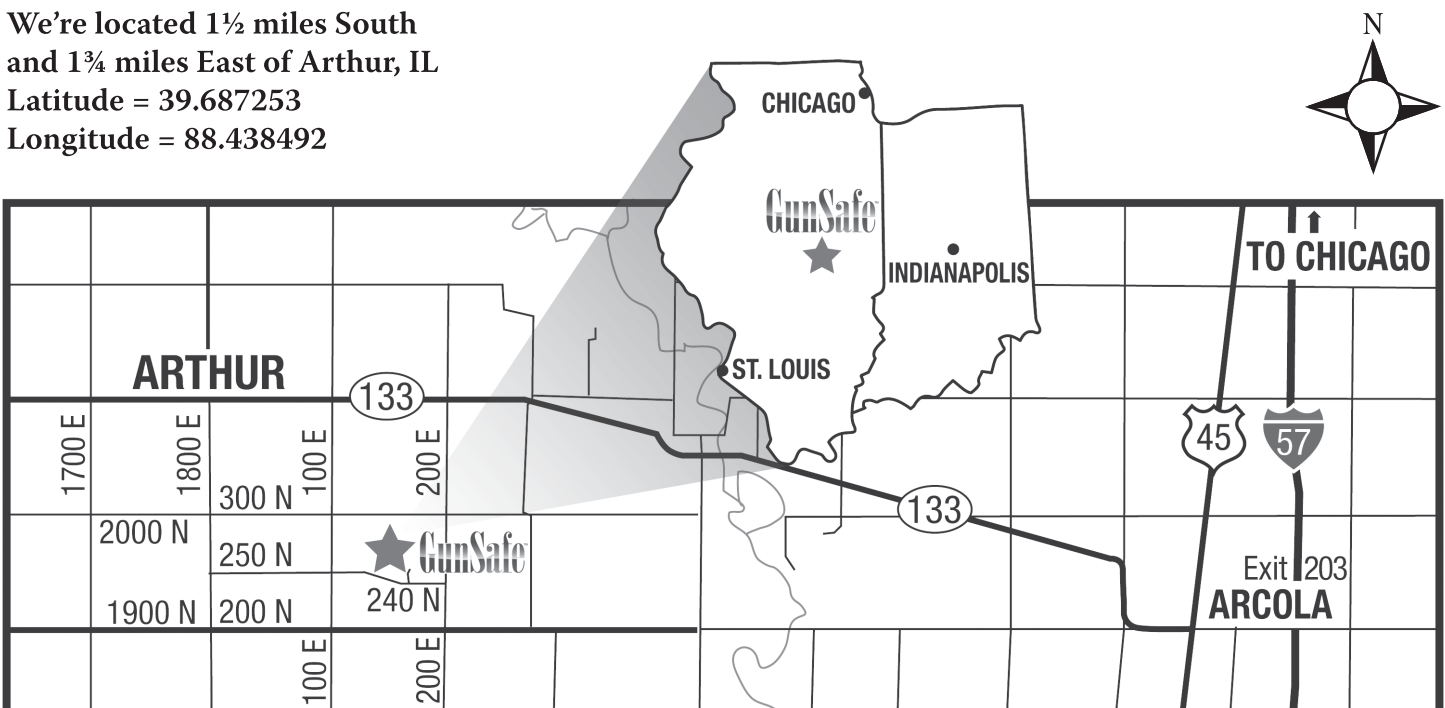 We're located 1½ miles South
and 1¾ miles East of Arthur, IL
Latitude = 39.687253
Longitude = 88.438492
N
CHICAGO
GunSafe
INDIANAPOLIS
ST. LOUIS
TO CHICAGO
ARTHUR
133
45
57
1700 E
1800 E
100 E
200 E
300 N
2000 N
250 N
GunSafe
240 N
1900 N
200 N
133
Exit 203
ARCOLA
100 E
200 E